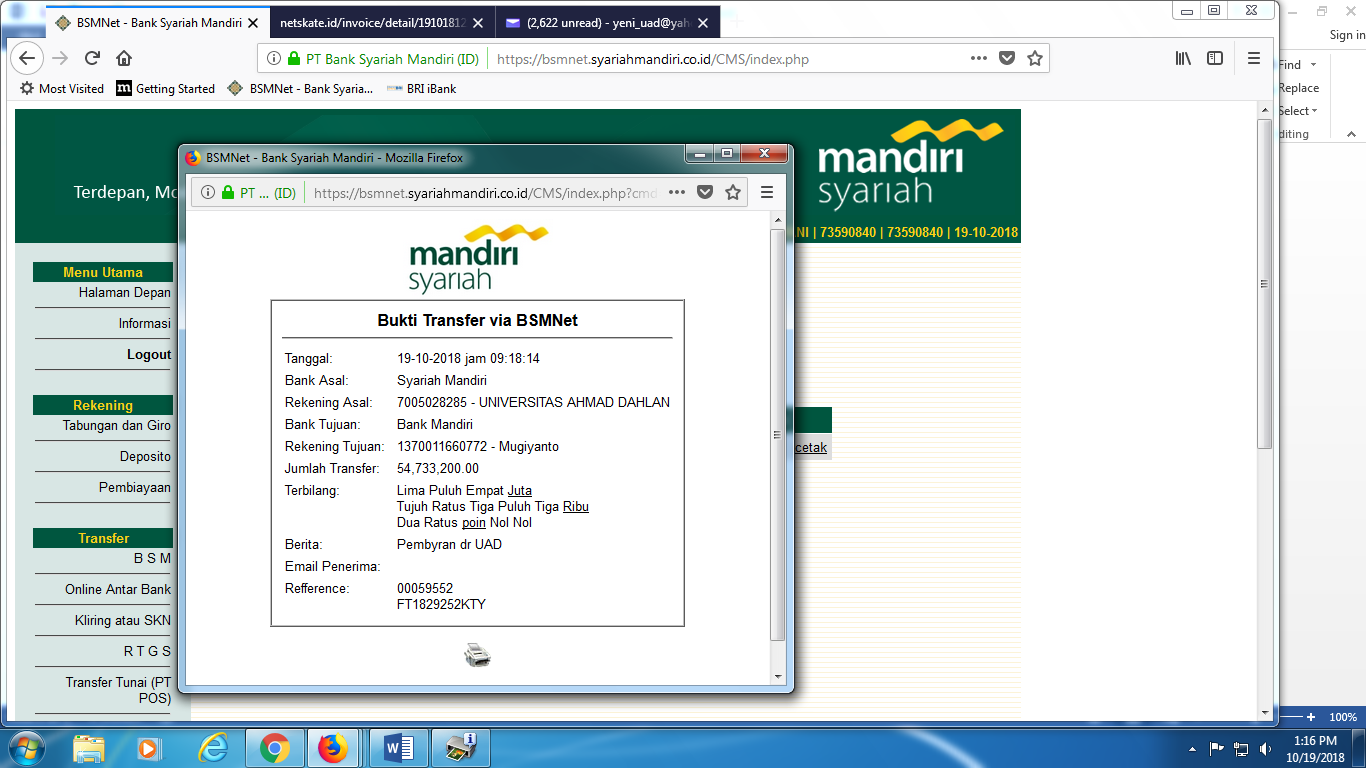 BSMNet - Bank Syariah Mandiri
netskate.id/invoice/detail/19101812
(2,622 unread) - yeni_uad@yah
Sign in
PT Bank Syariah Mandiri (ID)
https://bsmnet.syariahmandiri.co.id/CMS/index.php
Find
Most Visited
Getting Started
BSMNet - Bank Syaria...
BRI iBank
Replace
Select
diting
Terdepan, Mo
mandiri
syariah
NI | 73590840 | 73590840 | 19-10-2018
Menu Utama
Halaman Depan
Informasi
Logout
Rekening
Tabungan dan Giro
Deposito
Pembiayaan
Transfer
B S M
Online Antar Bank
Kliring atau SKN
R T G S
Transfer Tunai (PT
POS)
cetak
BSMNet - Bank Syariah Mandiri - Mozilla Firefox
PT ... (ID)
https://bsmnet.syariahmandiri.co.id/CMS/index.php?cmd
mandiri
syariah
Bukti Transfer via BSMNet
Tanggal: 19-10-2018 jam 09:18:14
Bank Asal: Syariah Mandiri
Rekening Asal: 7005028285 - UNIVERSITAS AHMAD DAHLAN
Bank Tujuan: Bank Mandiri
Rekening Tujuan: 1370011660772 - Mugiyanto
Jumlah Transfer: 54,733,200.00
Terbilang: Lima Puluh Empat Juta
Tujuh Ratus Tiga Puluh Tiga Ribu
Dua Ratus poin Nol Nol
Berita: Pembyran dr UAD
Email Penerima:
Refference: 00059552
FT1829252KTY
100%
1:16 PM
10/19/2018